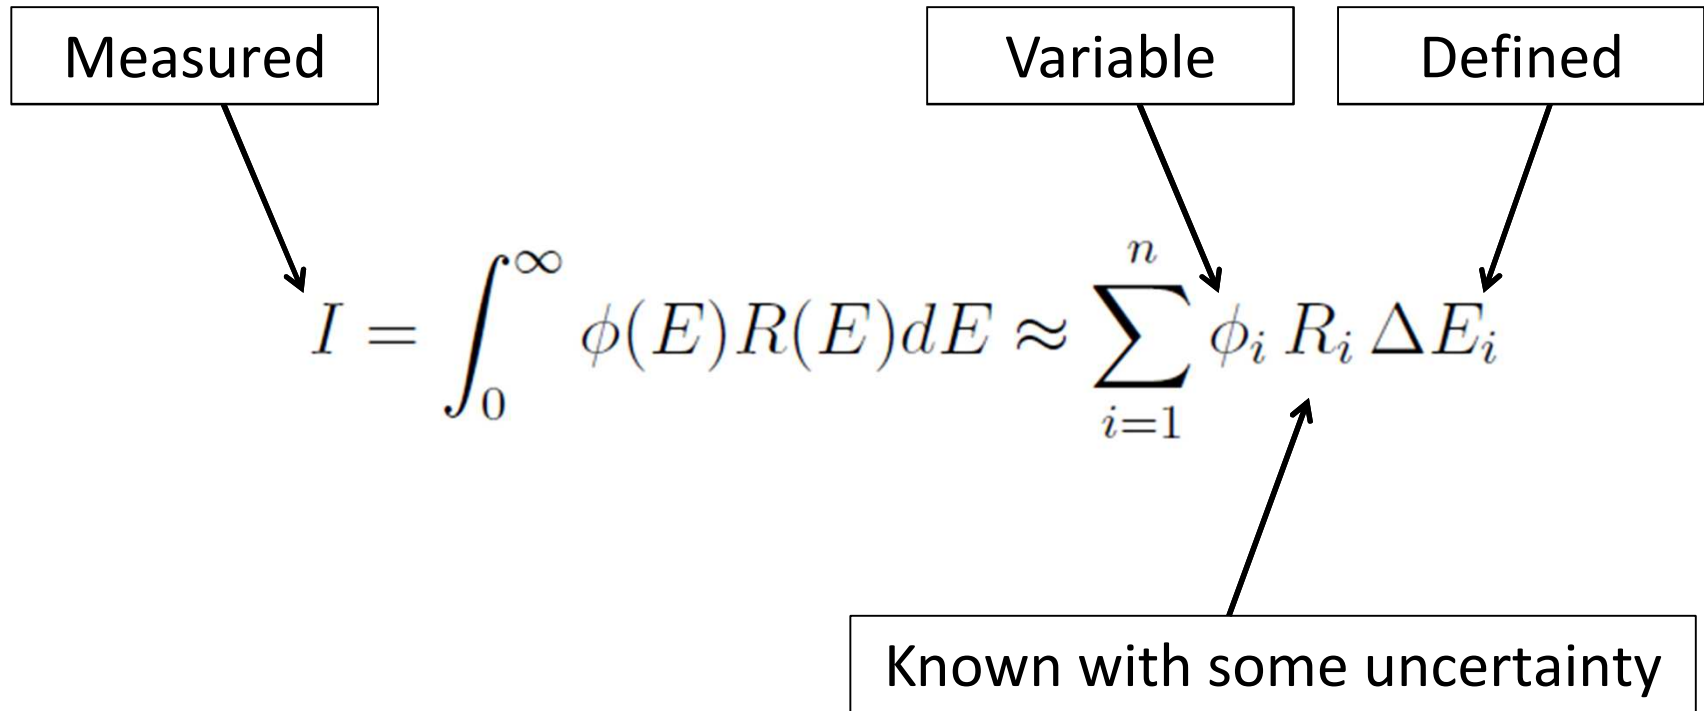 Measured
Variable
Defined
I = ∫₀^∞ ϕ(E)R(E)dE ≈ ∑ᵢ₌₁ⁿ ϕᵢ Rᵢ ΔEᵢ
Known with some uncertainty